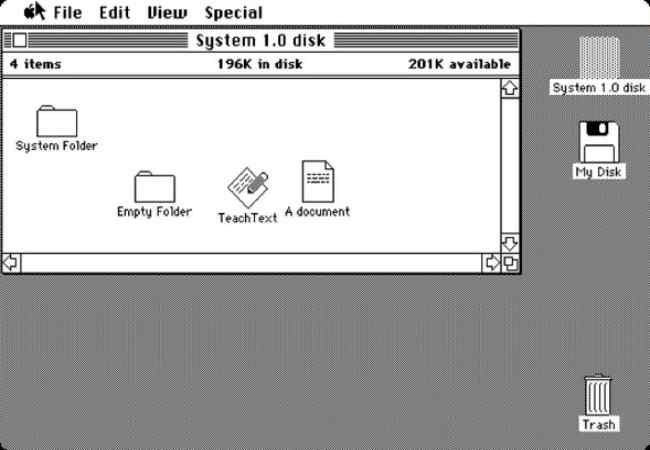 File Edit View Special
System 1.0 disk
4 items 196K in disk 201K available
System Folder
Empty Folder
TeachText
A document
System 1.0 disk
My Disk
Trash